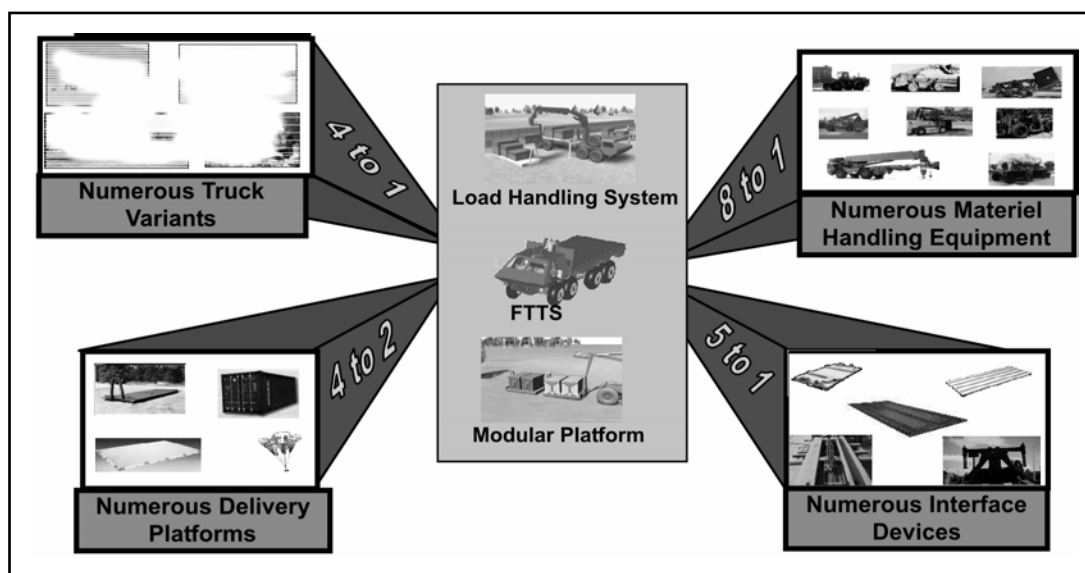 4 to 1
Numerous Truck
Variants
Load Handling System
FTTS
Modular Platform
8 to 1
Numerous Materiel
Handling Equipment
4 to 2
Numerous Delivery
Platforms
5 to 1
Numerous Interface
Devices